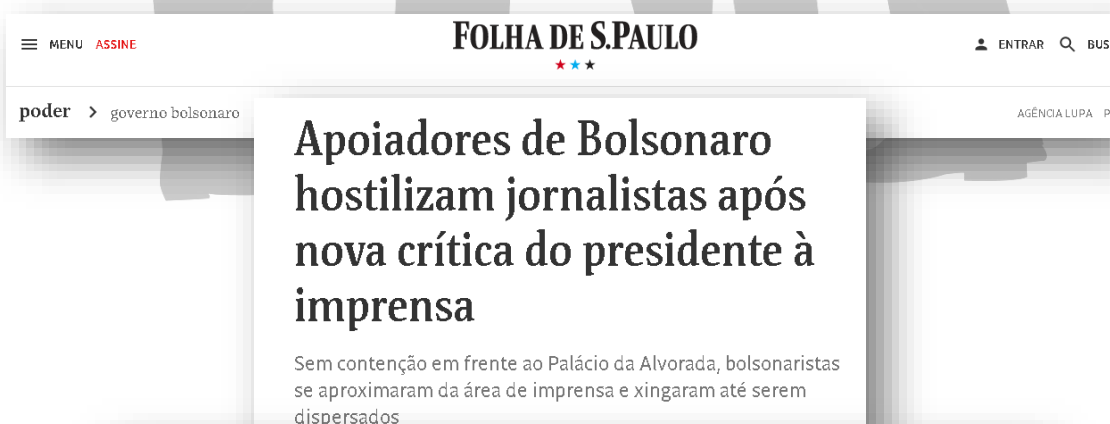 MENU ASSINE
FOLHA DE S.PAULO
ENTRAR BUS
poder > governo bolsonaro
AGÊNCIA LUPA P
Apoiadores de Bolsonaro
hostilizam jornalistas após
nova crítica do presidente à
imprensa
Sem contenção em frente ao Palácio da Alvorada, bolsonaristas
se aproximaram da área de imprensa e xingaram até serem
dispersados